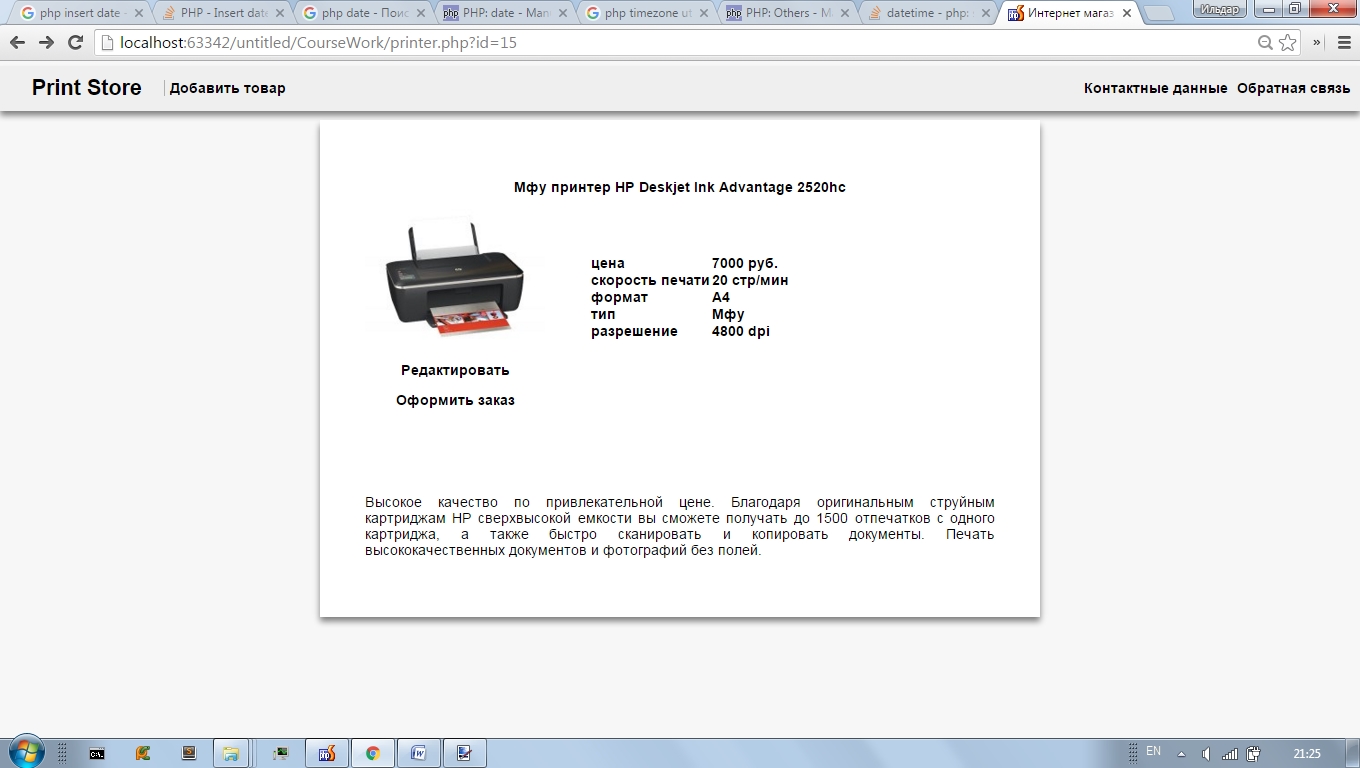 php insert date -
PHP - Insert date
php date - Поис
PHP: date - Man
php timezone ut
PHP: Others - M
datetime - php:
Интернет магаз
Ильдар
localhost:63342/untitled/CourseWork/printer.php?id=15
Print Store
Добавить товар
Контактные данные
Обратная связь
Мфу принтер HP Deskjet Ink Advantage 2520hc
цена 7000 руб.
скорость печати 20 стр/мин
формат A4
тип Мфу
разрешение 4800 dpi
Редактировать
Оформить заказ
Высокое качество по привлекательной цене. Благодаря оригинальным струйным
картриджам HP сверхвысокой емкости вы сможете получать до 1500 отпечатков с одного
картриджа, а также быстро сканировать и копировать документы. Печать
высококачественных документов и фотографий без полей.
EN
21:25